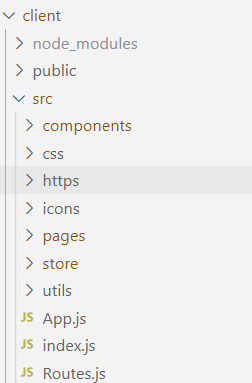 client
node_modules
public
src
components
css
https
icons
pages
store
utils
JS App.js
JS index.js
JS Routes.js